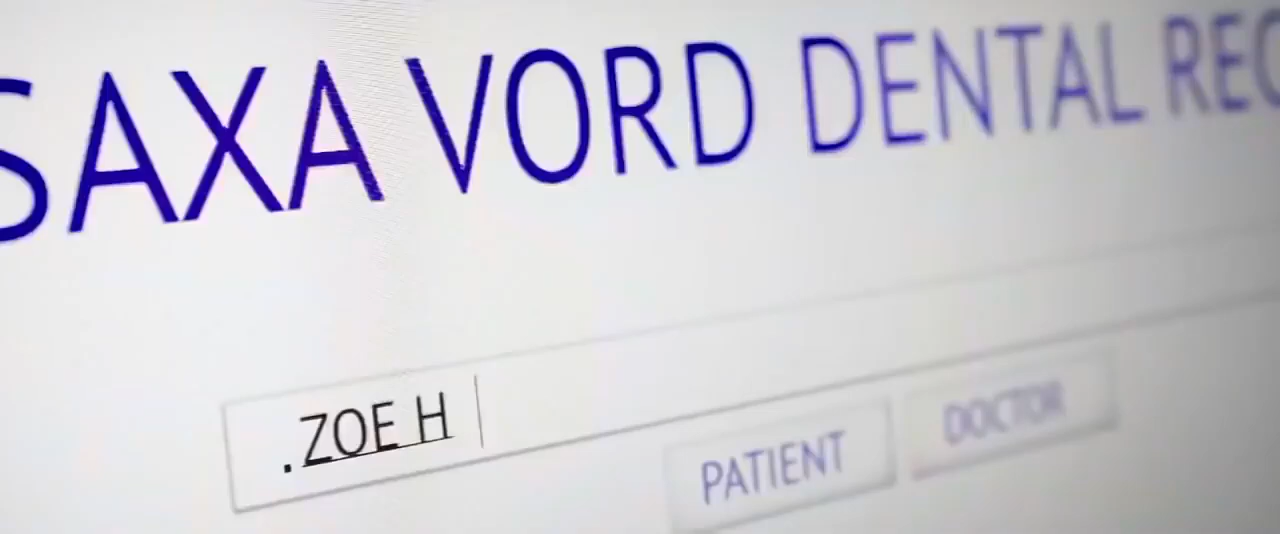 SAXA VORD DENTAL REC
.ZOE H
PATIENT
DOCTOR